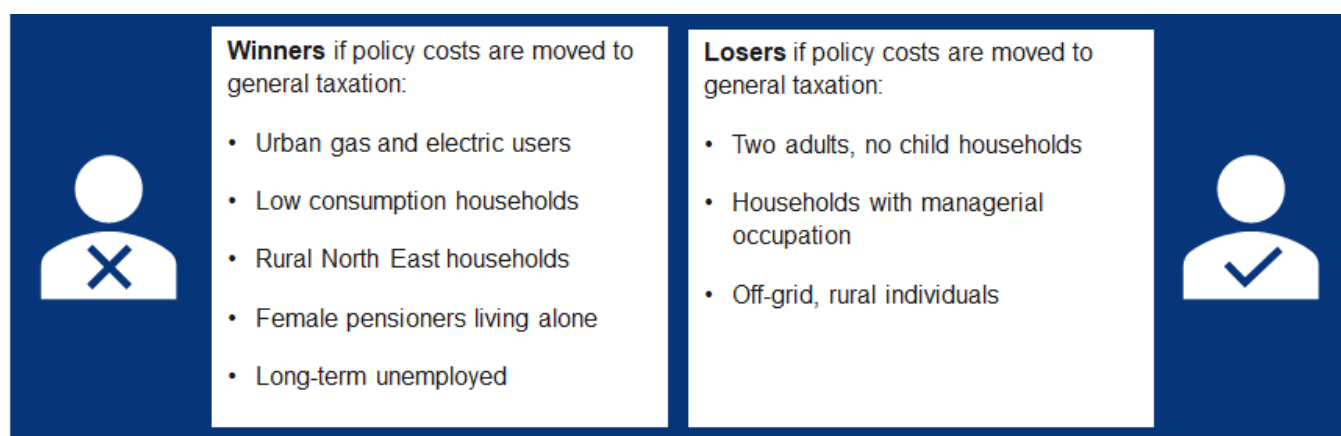 Winners if policy costs are moved to
general taxation:
• Urban gas and electric users
• Low consumption households
• Rural North East households
• Female pensioners living alone
• Long-term unemployed
Losers if policy costs are moved to
general taxation:
• Two adults, no child households
• Households with managerial
occupation
• Off-grid, rural individuals